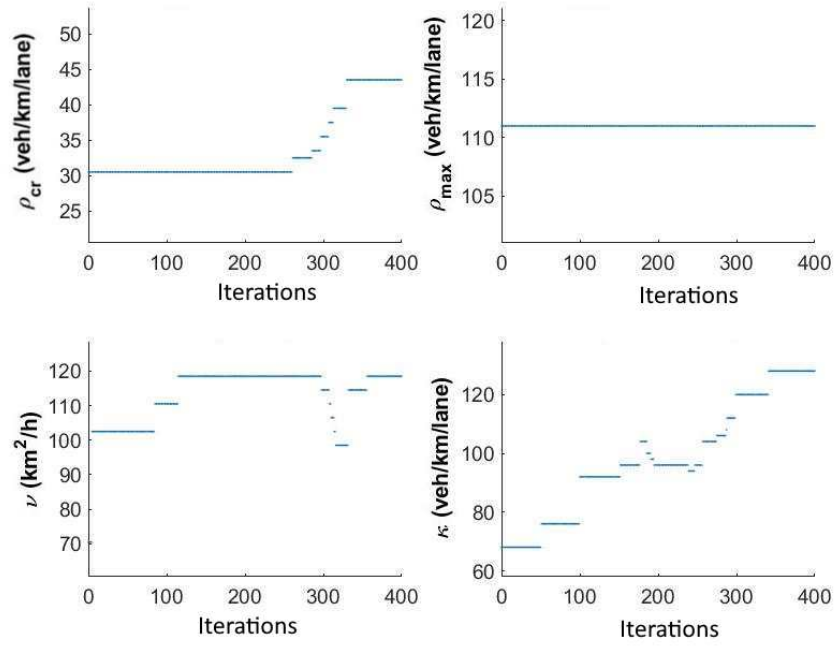 50
45
40
35
30
25
ρcr (veh/km/lane)
0 100 200 300 400
Iterations
120
115
110
105
ρmax (veh/km/lane)
0 100 200 300 400
Iterations
120
110
100
90
80
70
ν (km²/h)
0 100 200 300 400
Iterations
120
100
80
60
κ (veh/km/lane)
0 100 200 300 400
Iterations